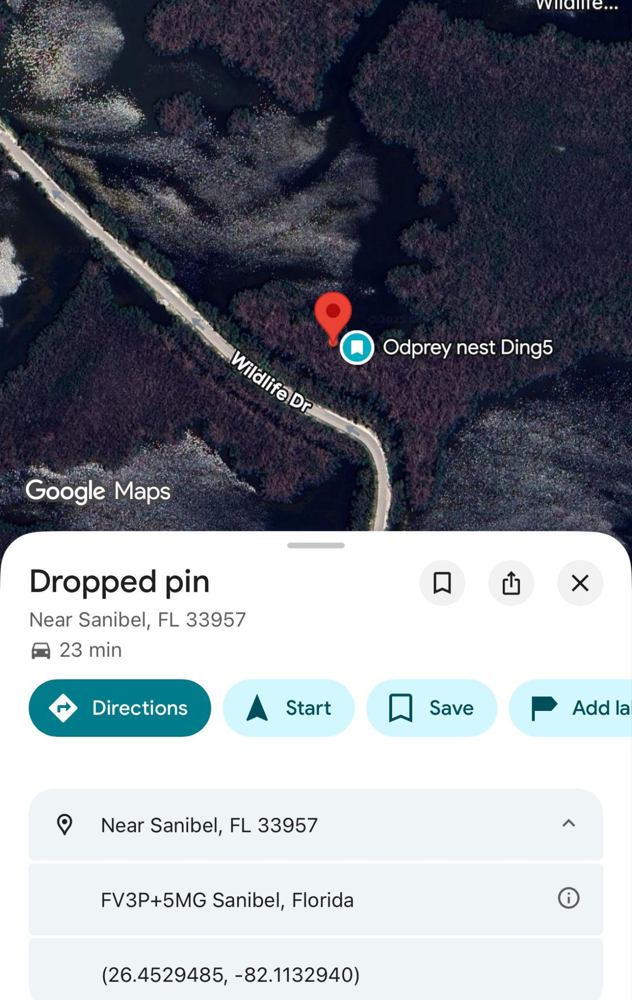 Wildlife...
Odprey nest Ding5
Wildlife Dr
Google Maps
Dropped pin
Near Sanibel, FL 33957
23 min
Directions
Start
Save
Add la
Near Sanibel, FL 33957
FV3P+5MG Sanibel, Florida
(26.4529485, -82.1132940)